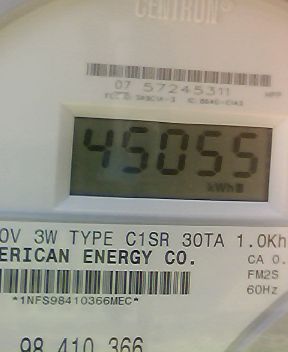 CENTRON®
07 57245311
45055
kWh
0V 3W TYPE C1SR 30TA 1.0Kh
ERICAN ENERGY CO.
CA 0.
FM2S
*1NFS98410366MEC*
60Hz
98 410 366